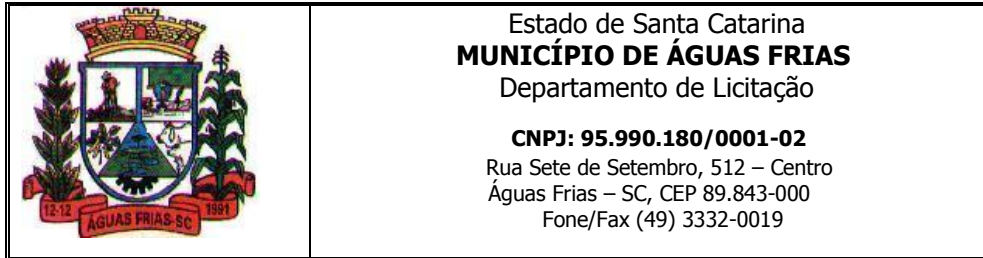 12-12
ÁGUAS FRIAS-SC
1991
Estado de Santa Catarina
MUNICÍPIO DE ÁGUAS FRIAS
Departamento de Licitação
CNPJ: 95.990.180/0001-02
Rua Sete de Setembro, 512 – Centro
Águas Frias – SC, CEP 89.843-000
Fone/Fax (49) 3332-0019